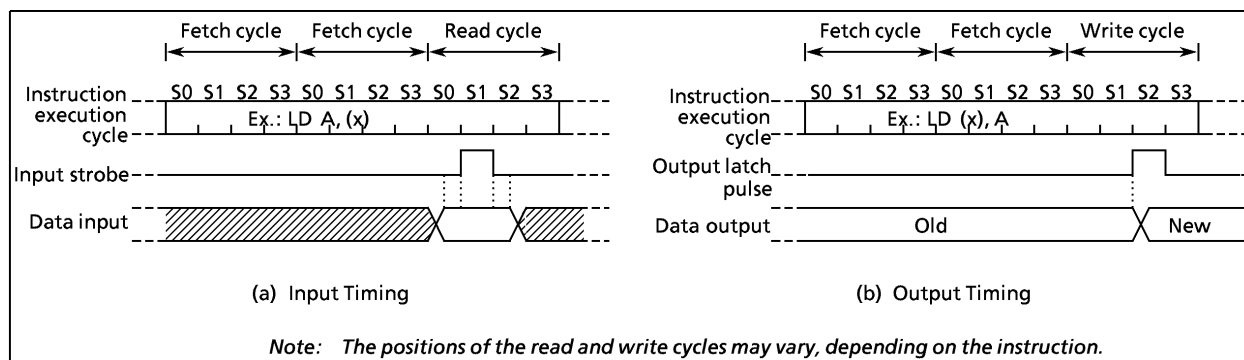 Fetch cycle Fetch cycle Read cycle
S0 S1 S2 S3 S0 S1 S2 S3 S0 S1 S2 S3
Instruction
execution
cycle
Ex.: LD A, (x)
Input strobe
Data input
(a) Input Timing
Fetch cycle Fetch cycle Write cycle
S0 S1 S2 S3 S0 S1 S2 S3 S0 S1 S2 S3
Instruction
execution
cycle
Ex.: LD (x), A
Output latch
pulse
Data output
Old
New
(b) Output Timing
Note: The positions of the read and write cycles may vary, depending on the instruction.